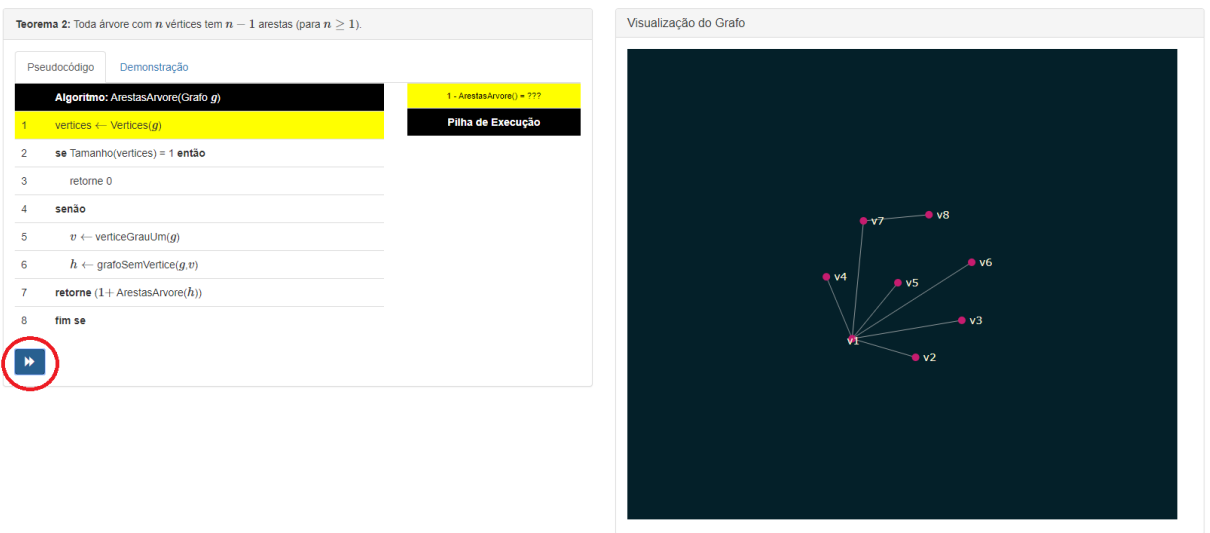 Teorema 2: Toda árvore com n vértices tem n − 1 arestas (para n ≥ 1).
Pseudocódigo Demonstração
Algoritmo: ArestasArvore(Grafo g)
1 vertices ← Vertices(g)
2 se Tamanho(vertices) = 1 então
3 retorne 0
4 senão
5 v ← verticeGrauUm(g)
6 h ← grafoSemVertice(g,v)
7 retorne (1+ ArestasArvore(h))
8 fim se
1 - ArestasArvore() = ???
Pilha de Execução
Visualização do Grafo
v7
v8
v6
v4
v5
v3
v1
v2